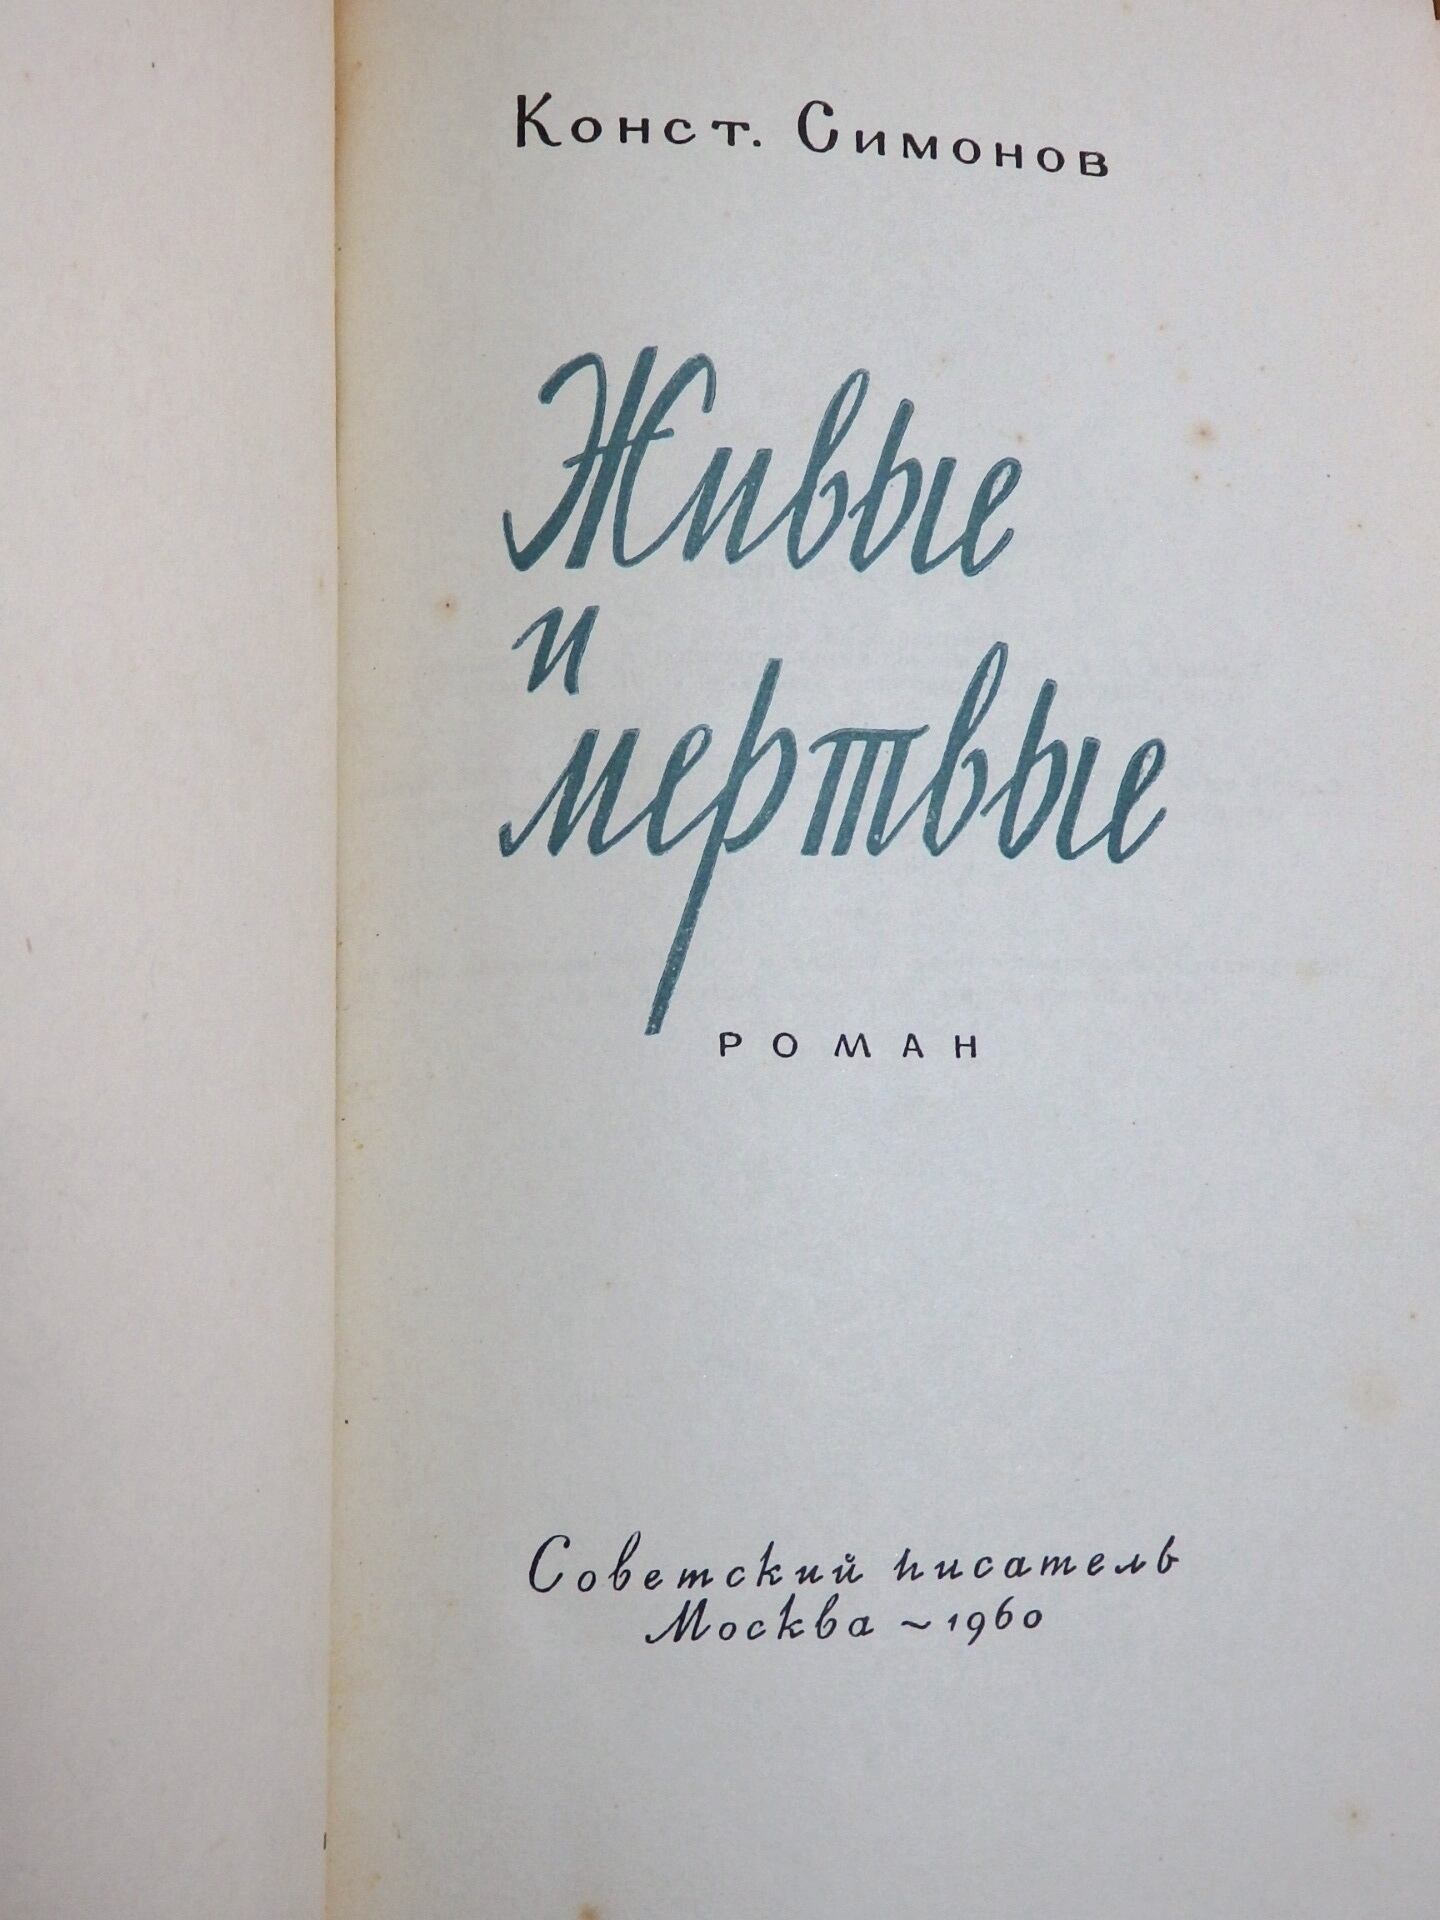 Конст. Симонов
Живые
и
мертвые
РОМАН
Советский писатель
Москва ~ 1960